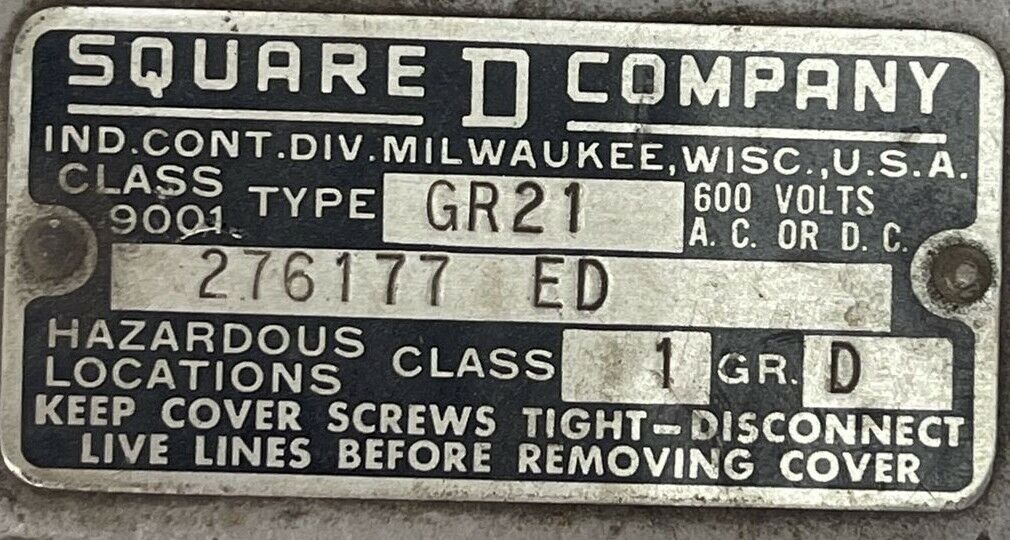 SQUARE D COMPANY
IND. CONT. DIV. MILWAUKEE, WISC., U.S.A.
CLASS 9001 TYPE GR21 600 VOLTS A. C. OR D. C.
276177 ED
HAZARDOUS LOCATIONS CLASS 1 GR. D
KEEP COVER SCREWS TIGHT-DISCONNECT
LIVE LINES BEFORE REMOVING COVER